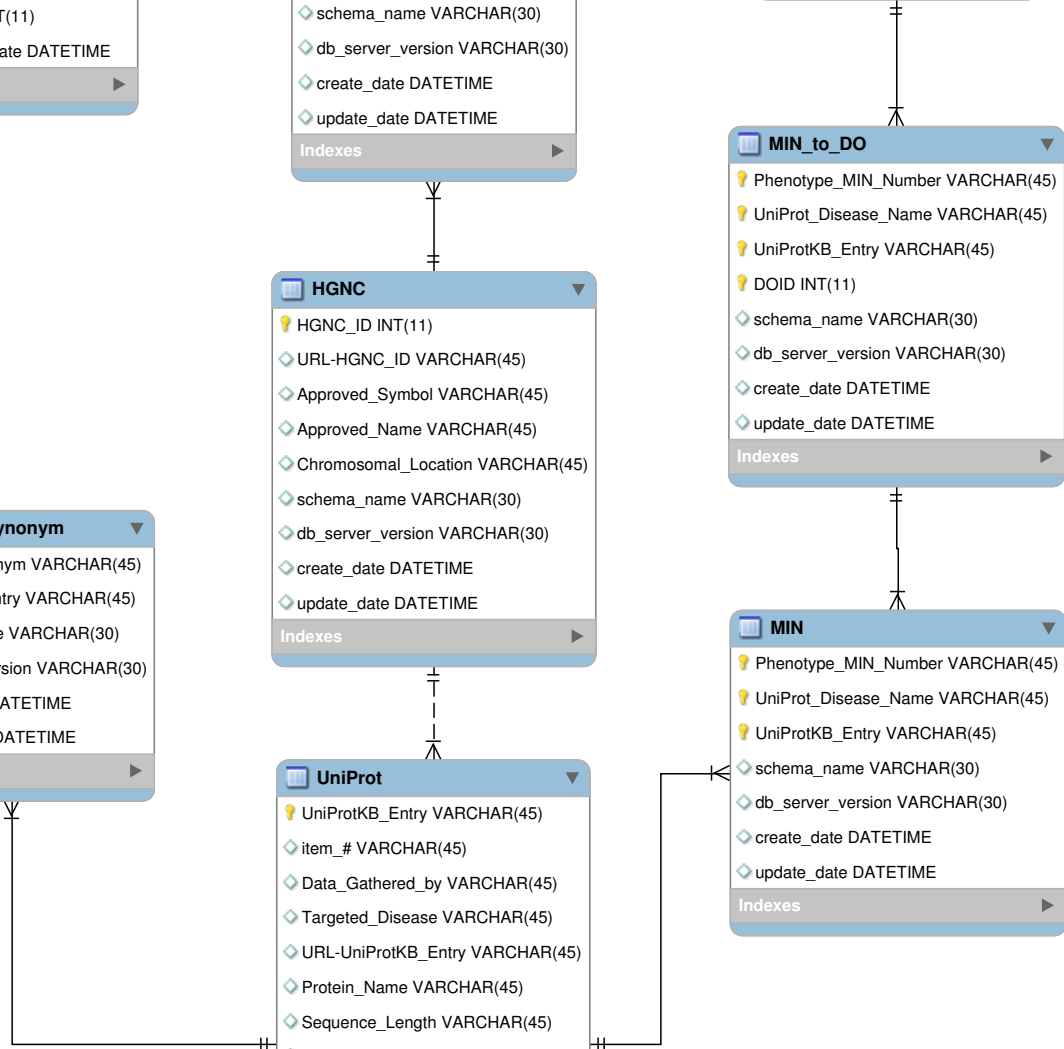 T(11)
ate DATETIME
schema_name VARCHAR(30)
db_server_version VARCHAR(30)
create_date DATETIME
update_date DATETIME
Indexes
MIN_to_DO
Phenotype_MIN_Number VARCHAR(45)
UniProt_Disease_Name VARCHAR(45)
UniProtKB_Entry VARCHAR(45)
DOID INT(11)
schema_name VARCHAR(30)
db_server_version VARCHAR(30)
create_date DATETIME
update_date DATETIME
Indexes
HGNC
HGNC_ID INT(11)
URL-HGNC_ID VARCHAR(45)
Approved_Symbol VARCHAR(45)
Approved_Name VARCHAR(45)
Chromosomal_Location VARCHAR(45)
schema_name VARCHAR(30)
db_server_version VARCHAR(30)
create_date DATETIME
update_date DATETIME
Indexes
ynonym
nym VARCHAR(45)
try VARCHAR(45)
e VARCHAR(30)
rsion VARCHAR(30)
ATETIME
DATETIME
MIN
Phenotype_MIN_Number VARCHAR(45)
UniProt_Disease_Name VARCHAR(45)
UniProtKB_Entry VARCHAR(45)
schema_name VARCHAR(30)
db_server_version VARCHAR(30)
create_date DATETIME
update_date DATETIME
Indexes
UniProt
UniProtKB_Entry VARCHAR(45)
item_# VARCHAR(45)
Data_Gathered_by VARCHAR(45)
Targeted_Disease VARCHAR(45)
URL-UniProtKB_Entry VARCHAR(45)
Protein_Name VARCHAR(45)
Sequence_Length VARCHAR(45)